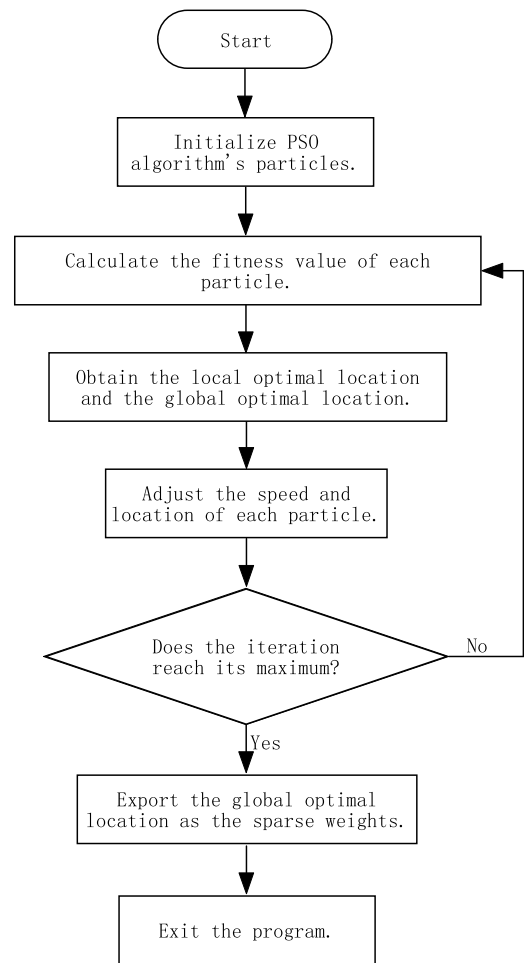 Start
Initialize PSO
algorithm's particles.
Calculate the fitness value of each
particle.
Obtain the local optimal location
and the global optimal location.
Adjust the speed and
location of each particle.
Does the iteration
reach its maximum?
No
Yes
Export the global optimal
location as the sparse weights.
Exit the program.